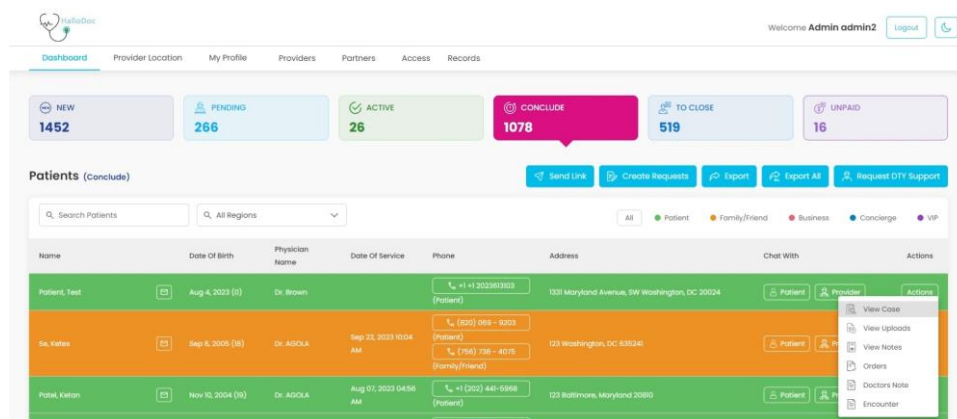 HalloDoc
Welcome Admin admin2 Logout
Dashboard Provider Location My Profile Providers Partners Access Records
NEW PENDING ACTIVE CONCLUDE TO CLOSE UNPAID
1452 266 26 1078 519 16
Patients (Conclude) Send Link Create Requests Export Export All Request DTY Support
Search Patients All Regions All Patient Family/Friend Business Concierge VIP
Name Date Of Birth Physician Name Date Of Service Phone Address Chat With Actions
Patient, Test Aug 4, 2023 (0) Dr. Brown +1 +1 2023613103 1331 Maryland Avenue, SW Washington, DC 20024 Patient Provider Actions
(Patient)
View Case
View Uploads
Se, Ketes Sep 6, 2005 (18) Dr. AGOLA Sep 22, 2023 10:04 AM (820) 069 - 9203 123 Washington, DC 635241 Patient
(Patient)
(756) 738 - 4075
(Family/Friend)
View Notes
Orders
Patel, Ketan Nov 10, 2004 (19) Dr. AGOLA Aug 07, 2023 04:56 AM +1 (202) 441-5968 123 Baltimore, Maryland 20810 Patient
(Patient)
Doctors Note
Encounter